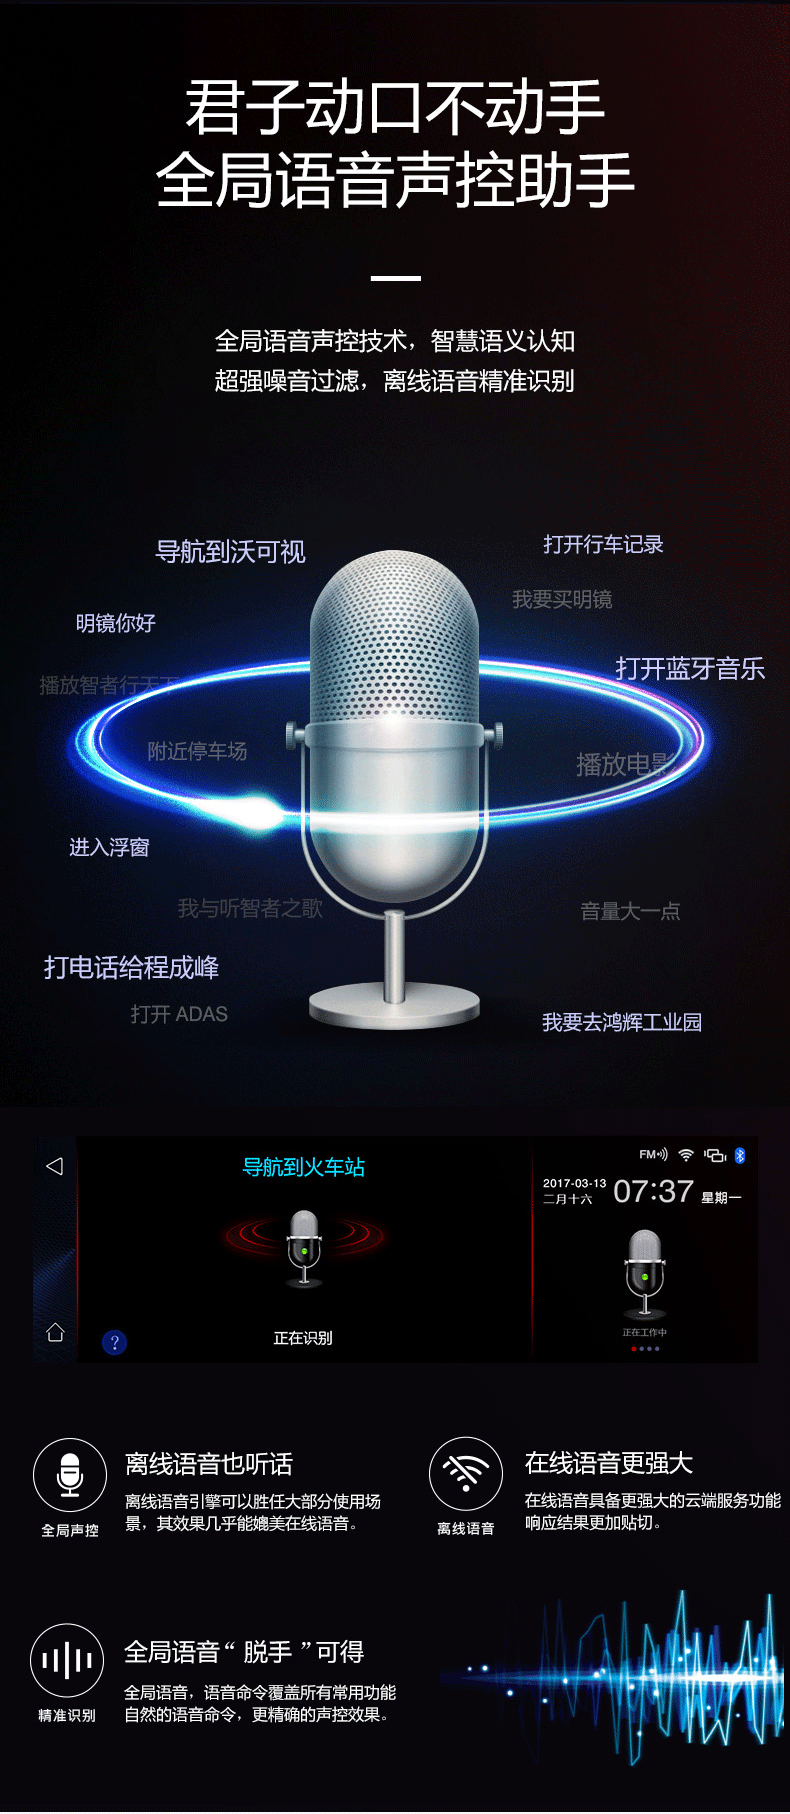 君子动口不动手
全局语音声控助手
全局语音声控技术，智慧语义认知
超强噪音过滤，离线语音精准识别
导航到沃可视
打开行车记录
我要买明镜
明镜你好
打开蓝牙音乐
播放智者行天下
附近停车场
播放电影
进入浮窗
我与听智者之歌
音量大一点
打电话给程成峰
打开 ADAS
我要去鸿辉工业园
导航到火车站
FM
2017-03-13
二月十六
07:37
星期一
正在工作中
?
正在识别
离线语音也听话
离线语音引擎可以胜任大部分使用场
景，其效果几乎能媲美在线语音。
全局声控
在线语音更强大
在线语音具备更强大的云端服务功能
响应结果更加贴切。
离线语音
全局语音“ 脱手 ”可得
全局语音，语音命令覆盖所有常用功能
自然的语音命令，更精确的声控效果。
精准识别